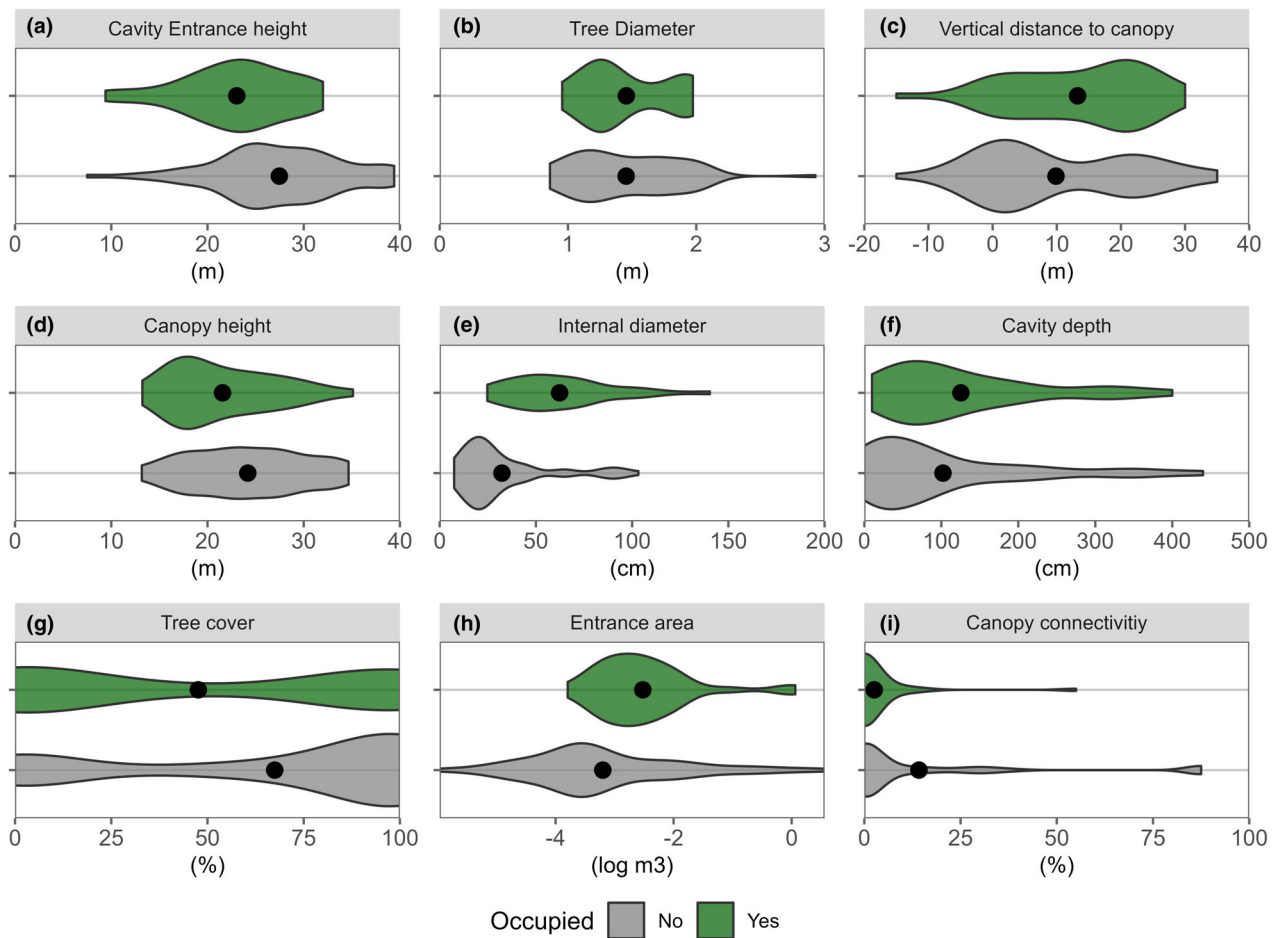 (a) Cavity Entrance height
(b) Tree Diameter
(c) Vertical distance to canopy
0 10 20 30 40
(m)
0 1 2 3
(m)
-20 -10 0 10 20 30 40
(m)
(d) Canopy height
(e) Internal diameter
(f) Cavity depth
0 10 20 30 40
(m)
0 50 100 150 200
(cm)
0 100 200 300 400 500
(cm)
(g) Tree cover
(h) Entrance area
(i) Canopy connectivitiy
0 25 50 75 100
(%)
-4 -2 0
(log m3)
0 25 50 75 100
(%)
Occupied No Yes